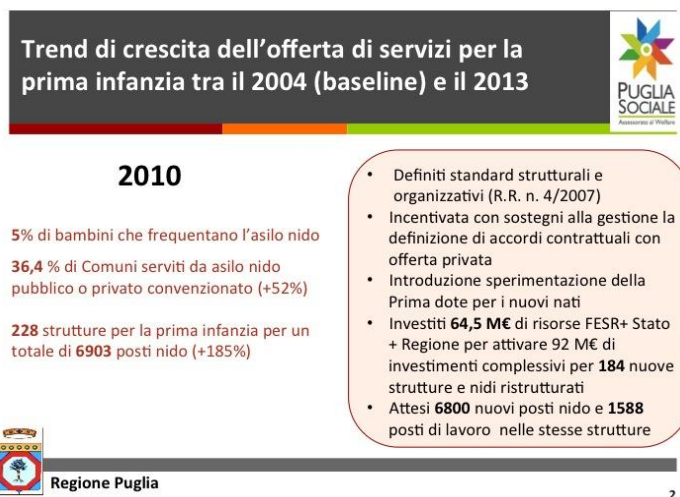 Trend di crescita dell’offerta di servizi per la
prima infanzia tra il 2004 (baseline) e il 2013
PUGLIA
SOCIALE
Assessorato al Welfare
2010
5% di bambini che frequentano l’asilo nido
36,4 % di Comuni serviti da asilo nido
pubblico o privato convenzionato (+52%)
228 strutture per la prima infanzia per un
totale di 6903 posti nido (+185%)
• Definiti standard strutturali e
organizzativi (R.R. n. 4/2007)
• Incentivata con sostegni alla gestione la
definizione di accordi contrattuali con
offerta privata
• Introduzione sperimentazione della
Prima dote per i nuovi nati
• Investiti 64,5 M€ di risorse FESR+ Stato
+ Regione per attivare 92 M€ di
investimenti complessivi per 184 nuove
strutture e nidi ristrutturati
• Attesi 6800 nuovi posti nido e 1588
posti di lavoro nelle stesse strutture
Regione Puglia
2